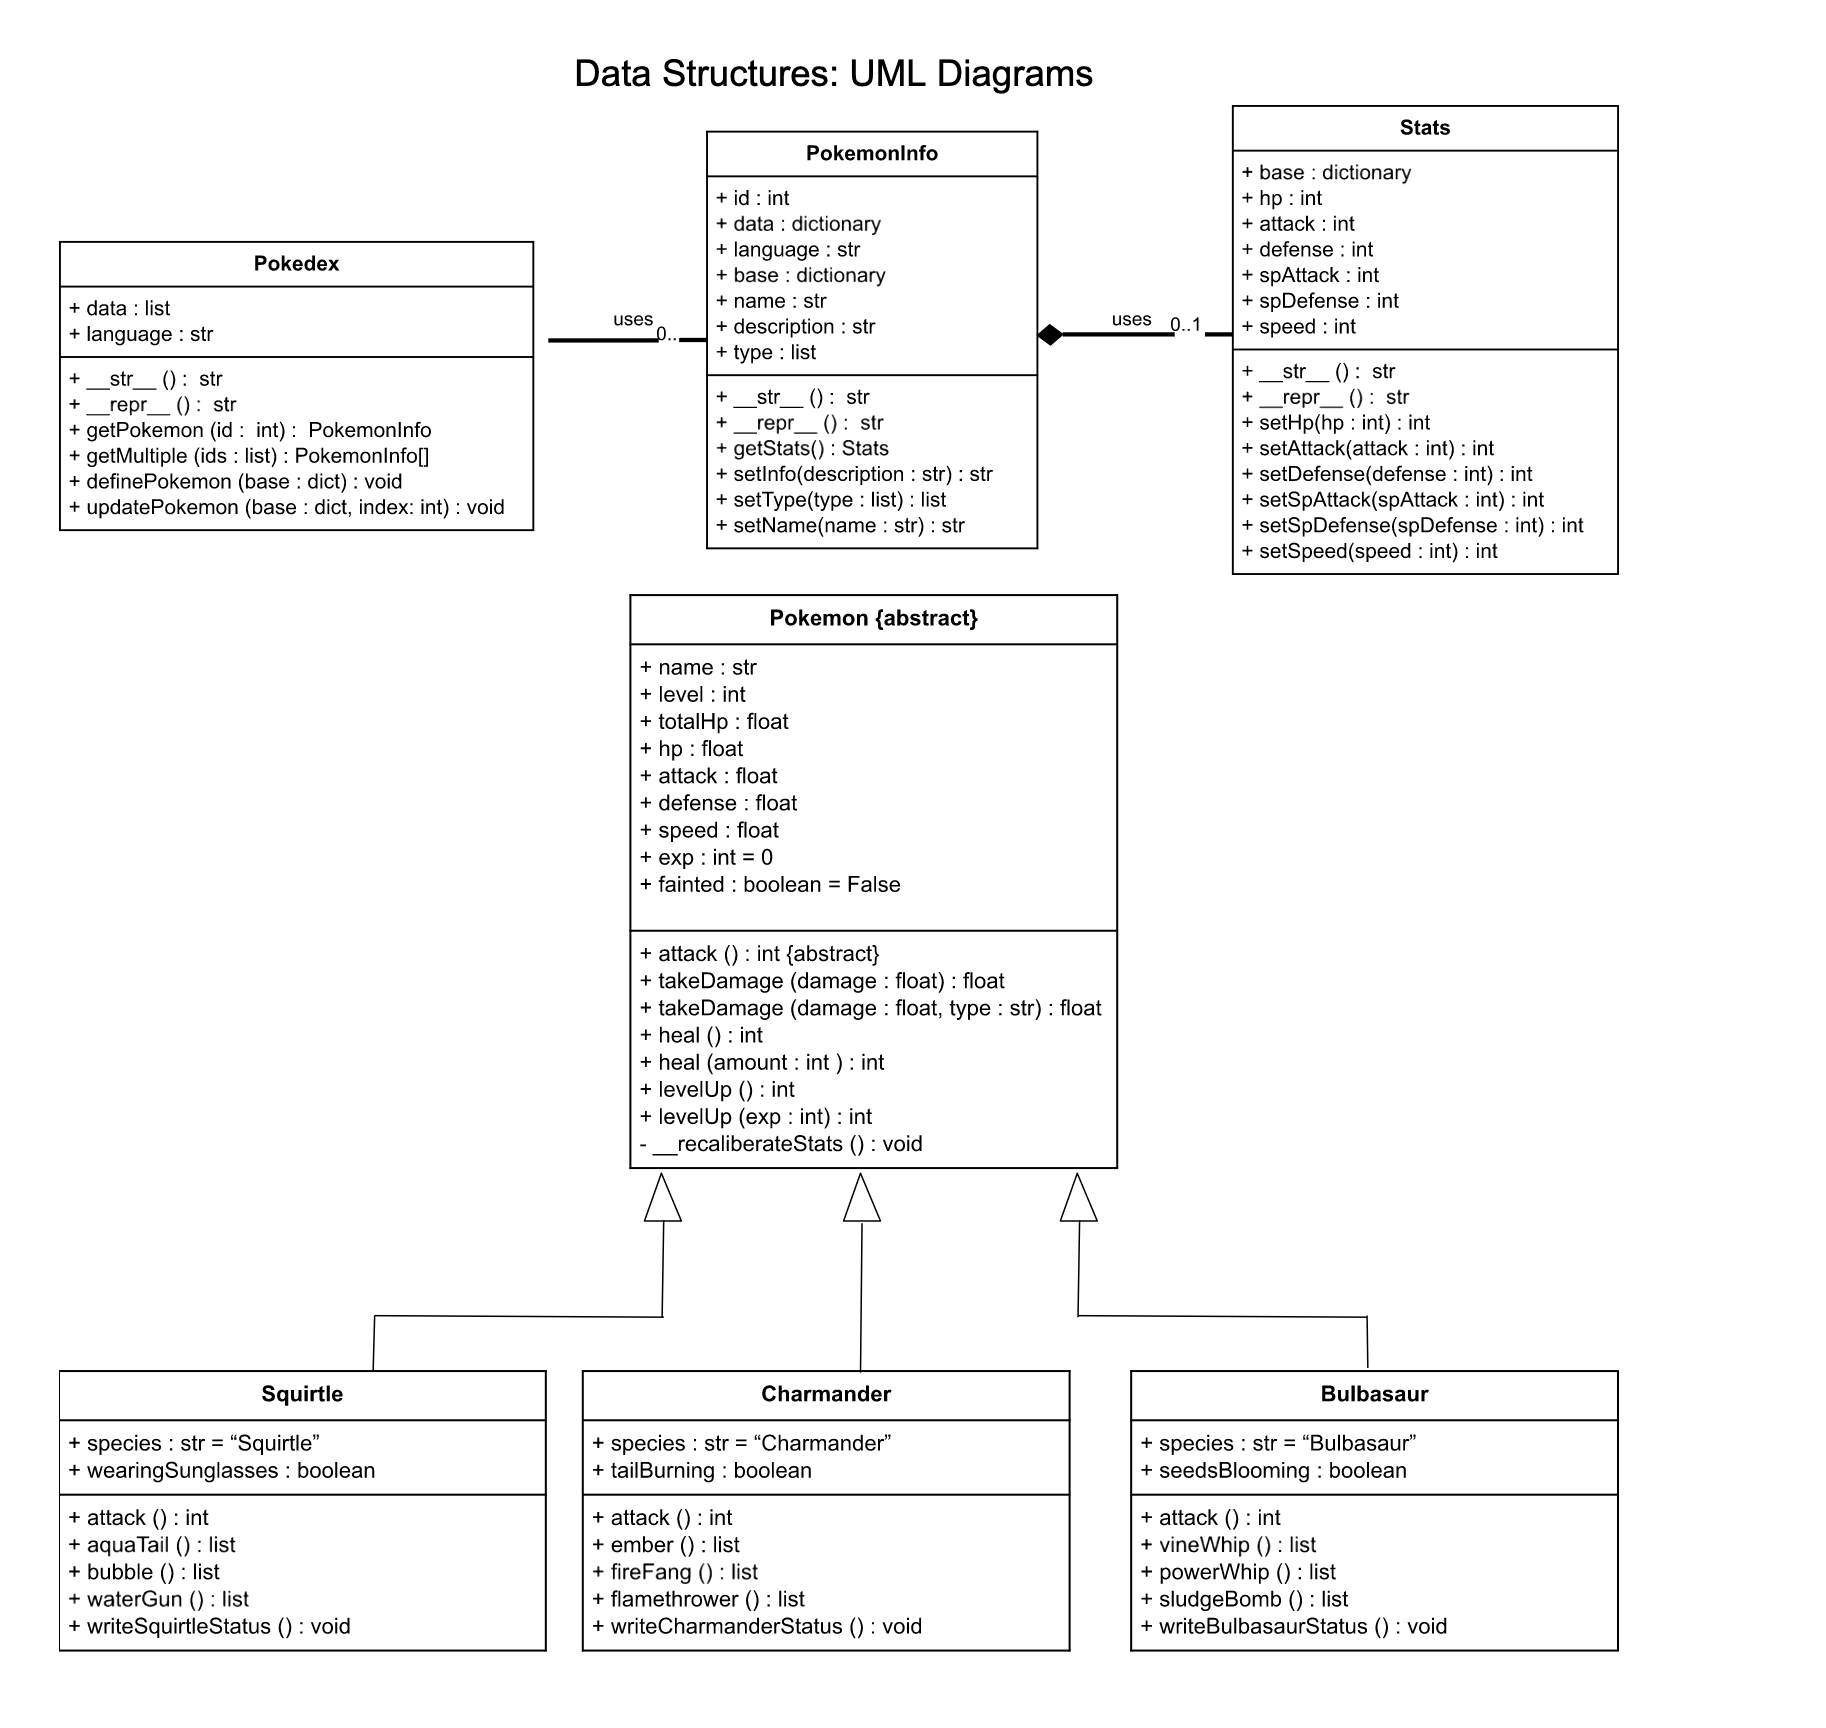 Data Structures: UML Diagrams
Pokedex
+ data : list
+ language : str
+ __str__ () :  str
+ __repr__ () :  str
+ getPokemon (id :  int) :  PokemonInfo
+ getMultiple (ids : list) : PokemonInfo[]
+ definePokemon (base : dict) : void
+ updatePokemon (base : dict, index: int) : void
uses
0..
PokemonInfo
+ id : int
+ data : dictionary
+ language : str
+ base : dictionary
+ name : str
+ description : str
+ type : list
+ __str__ () :  str
+ __repr__ () :  str
+ getStats() : Stats
+ setInfo(description : str) : str
+ setType(type : list) : list
+ setName(name : str) : str
uses
0..1
Stats
+ base : dictionary
+ hp : int
+ attack : int
+ defense : int
+ spAttack : int
+ spDefense : int
+ speed : int
+ __str__ () :  str
+ __repr__ () :  str
+ setHp(hp : int) : int
+ setAttack(attack : int) : int
+ setDefense(defense : int) : int
+ setSpAttack(spAttack : int) : int
+ setSpDefense(spDefense : int) : int
+ setSpeed(speed : int) : int
Pokemon {abstract}
+ name : str
+ level : int
+ totalHp : float
+ hp : float
+ attack : float
+ defense : float
+ speed : float
+ exp : int = 0
+ fainted : boolean = False
+ attack () : int {abstract}
+ takeDamage (damage : float) : float
+ takeDamage (damage : float, type : str) : float
+ heal () : int
+ heal (amount : int ) : int
+ levelUp () : int
+ levelUp (exp : int) : int
- __recaliberateStats () : void
Squirtle
+ species : str = “Squirtle”
+ wearingSunglasses : boolean
+ attack () : int
+ aquaTail () : list
+ bubble () : list
+ waterGun () : list
+ writeSquirtleStatus () : void
Charmander
+ species : str = “Charmander”
+ tailBurning : boolean
+ attack () : int
+ ember () : list
+ fireFang () : list
+ flamethrower () : list
+ writeCharmanderStatus () : void
Bulbasaur
+ species : str = “Bulbasaur”
+ seedsBlooming : boolean
+ attack () : int
+ vineWhip () : list
+ powerWhip () : list
+ sludgeBomb () : list
+ writeBulbasaurStatus () : void